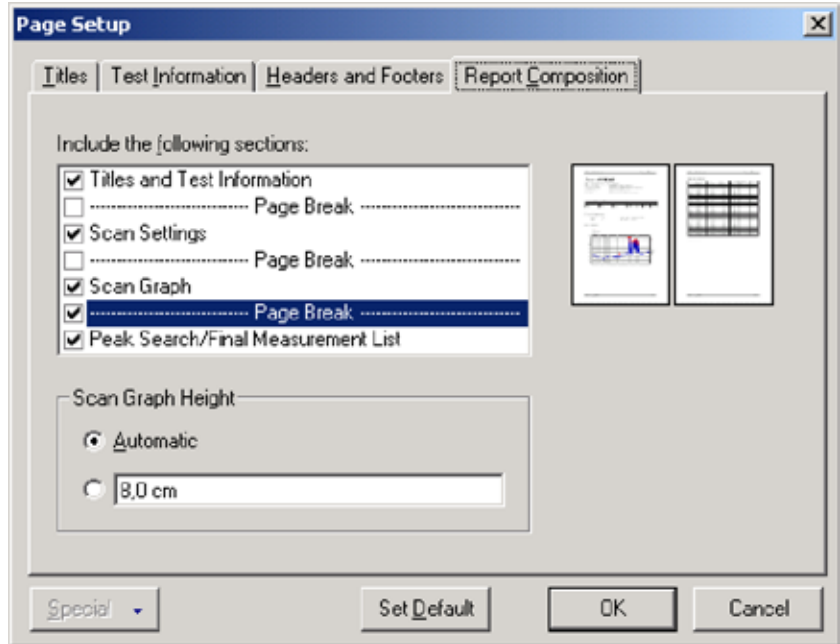 Page Setup
Titles Test Information Headers and Footers Report Composition
Include the following sections:
Titles and Test Information
---------------------------- Page Break ----------------------------
Scan Settings
---------------------------- Page Break ----------------------------
Scan Graph
---------------------------- Page Break ----------------------------
Peak Search/Final Measurement List
Scan Graph Height
Automatic
8,0 cm
Special Set Default OK Cancel